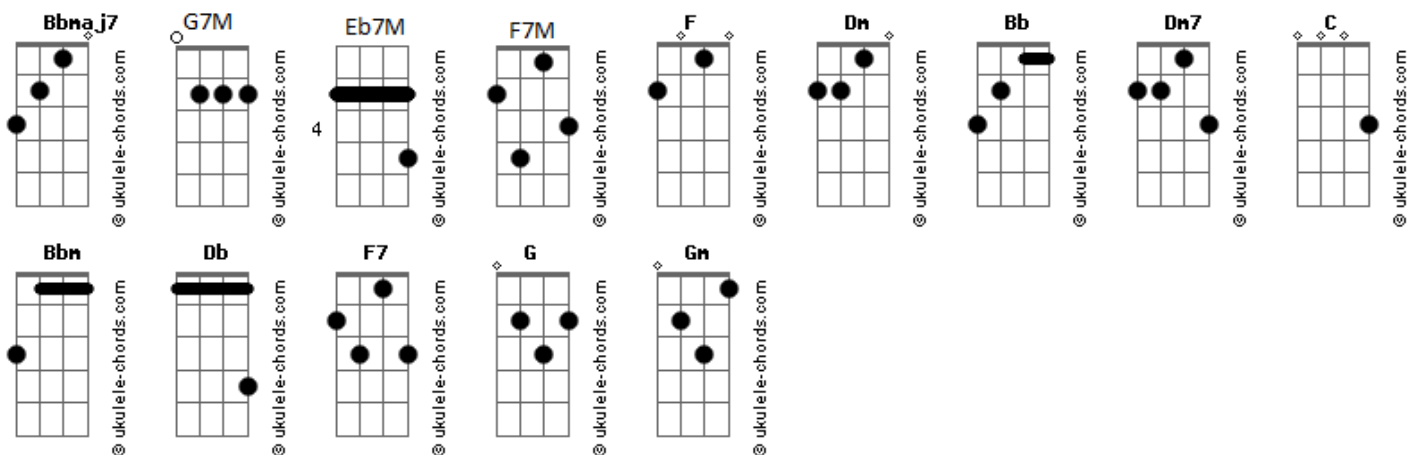 Bbmaj7 G7M Eb7M F7M F Dm Bb Dm7 C
4
© ukulele-chords.com © ukulele-chords.com © ukulele-chords.com © ukulele-chords.com © ukulele-chords.com © ukulele-chords.com © ukulele-chords.com © ukulele-chords.com © ukulele-chords.com
Bbm Db F7 G Gm
© ukulele-chords.com © ukulele-chords.com © ukulele-chords.com © ukulele-chords.com © ukulele-chords.com